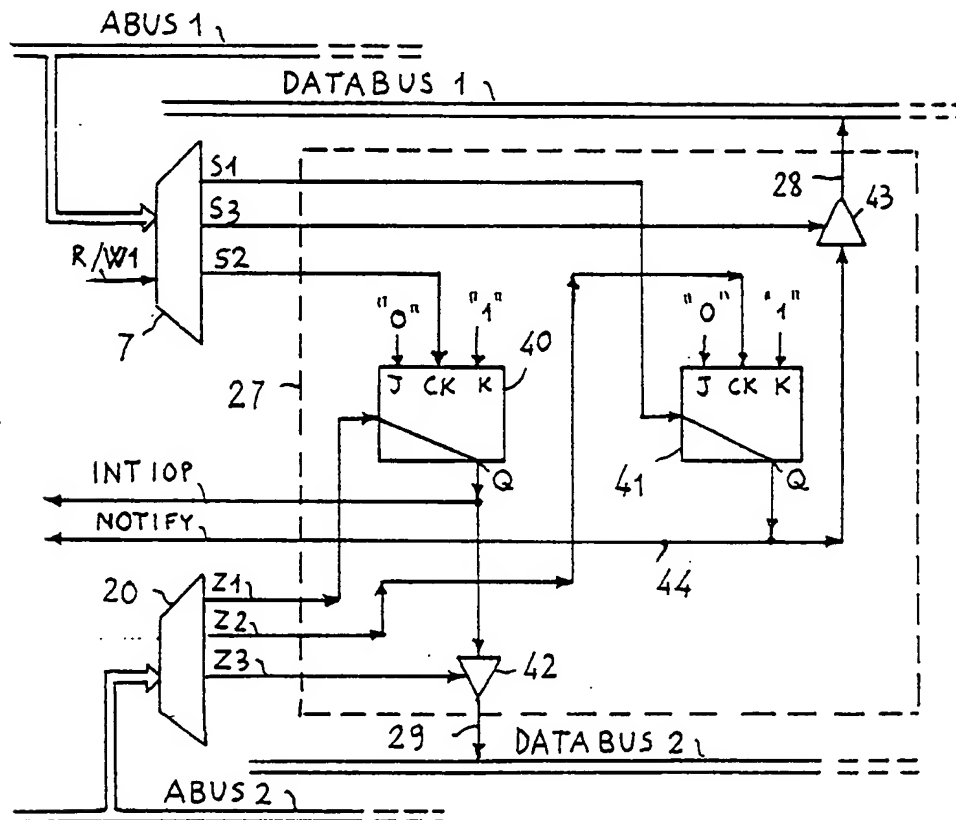 ABUS 1
DATABUS 1
S1
28
43
S3
R/W1
S2
"0" "1" "0" "1"
7
40
J CK K
J CK K
27
Q
41
Q
INT IOP
NOTIFY
44
20
Z1
Z2
Z3
42
29
DATABUS 2
ABUS 2